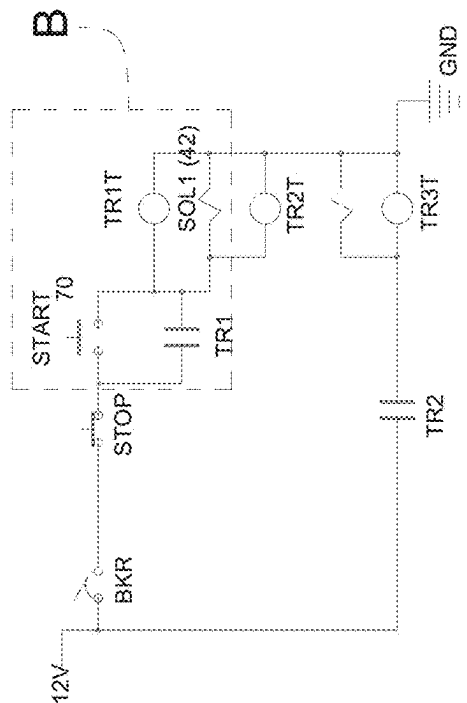 B
START
70
TR1T
SOL1 (42)
TR1
STOP
TR2T
BKR
TR3T
GND
TR2
12V